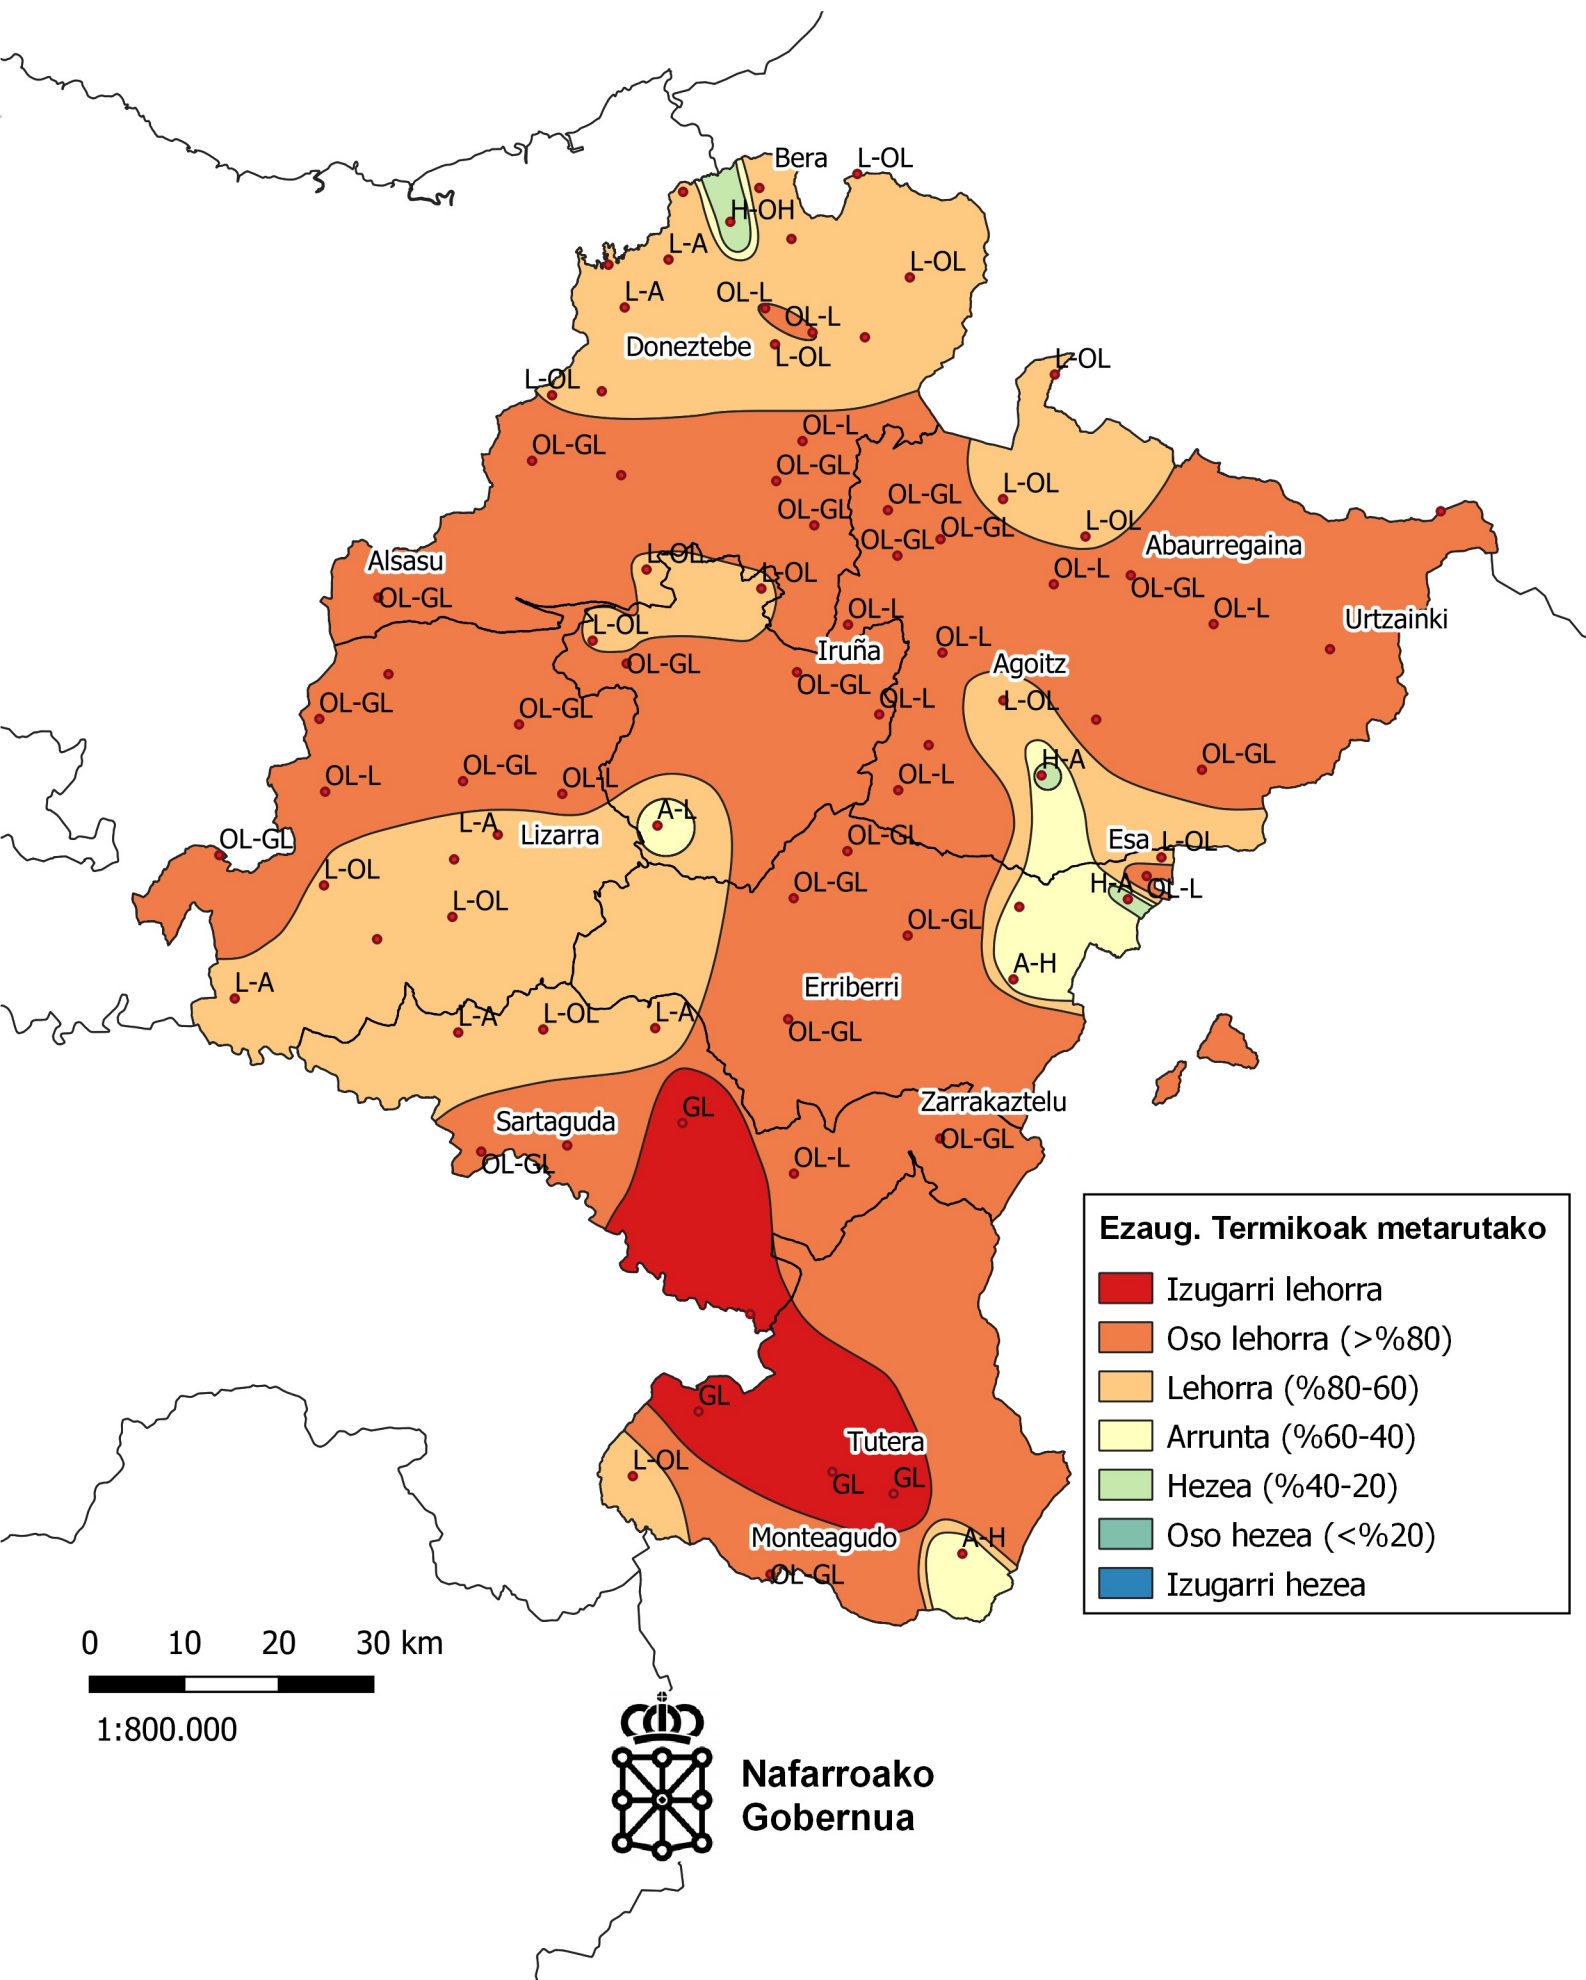 Bera
L-OL
H-OH
L-A
L-OL
L-A
OL-L
OL-L
Doneztebe
L-OL
L-OL
L-OL
OL-L
OL-GL
OL-GL
L-OL
OL-GL
OL-GL
L-OL
OL-GL
OL-GL
Abaurregaina
Alsasu
L-OL
L-OL
OL-L
OL-GL
OL-GL
OL-L
OL-L
Urtzainki
L-OL
OL-L
Iruña
OL-GL
Agoitz
OL-GL
OL-L
L-OL
OL-GL
OL-GL
OL-GL
H-A
OL-GL
OL-L
OL-L
OL-L
A-L
L-A
Lizarra
OL-GL
OL-GL
Esa
L-OL
L-OL
OL-GL
H-A
OL-L
L-OL
OL-GL
A-H
L-A
Erriberri
L-A
L-OL
L-A
OL-GL
Zarrakaztelu
GL
Sartaguda
OL-GL
OL-L
OL-GL
Ezaug. Termikoak metarutako
Izugarri lehorra
Oso lehorra (>%80)
Lehorra (%80-60)
Arrunta (%60-40)
Hezea (%40-20)
Oso hezea (<%20)
Izugarri hezea
GL
Tutera
L-OL
GL
GL
Monteagudo
A-H
OL-GL
0 10 20 30 km
1:800.000
Nafarroako
Gobernua